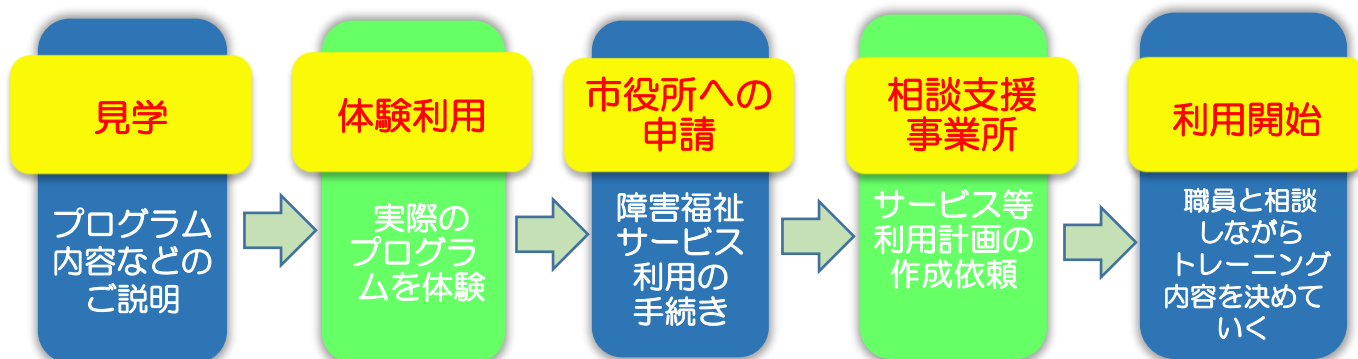 見学
プログラム
内容などの
ご説明
体験利用
実際の
プログラ
ムを体験
市役所への
申請
障害福祉
サービス
利用の
手続き
相談支援
事業所
サービス等
利用計画の
作成依頼
利用開始
職員と相談
しながら
トレーニング
内容を決めて
いく